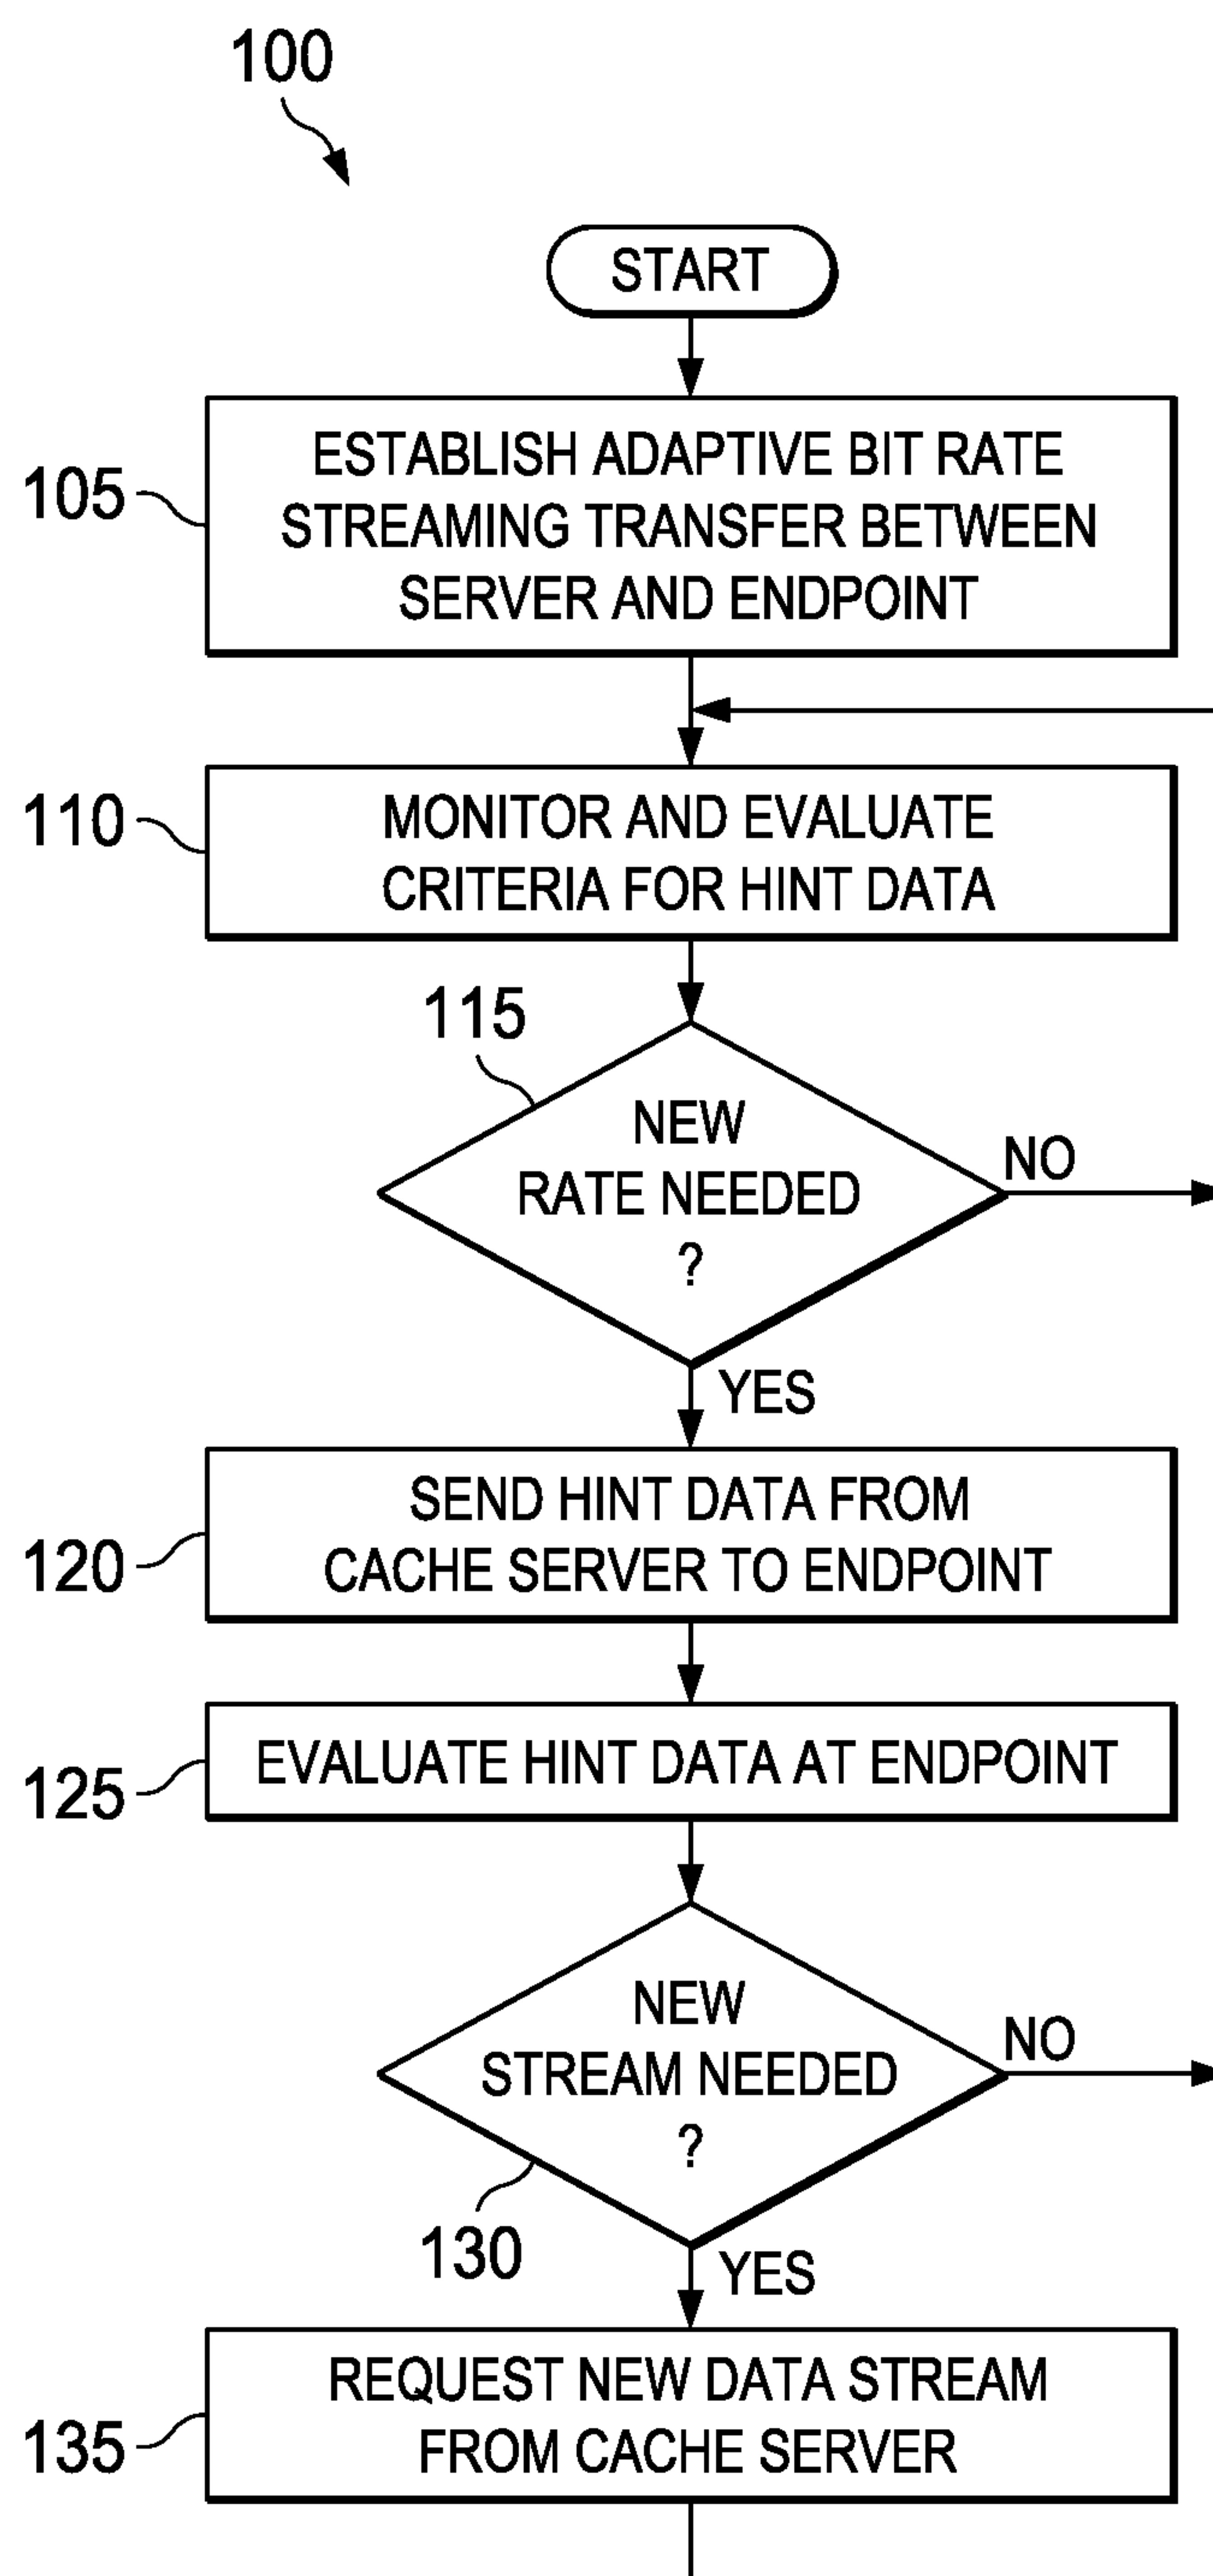 100
START
105
ESTABLISH ADAPTIVE BIT RATE
STREAMING TRANSFER BETWEEN
SERVER AND ENDPOINT
110
MONITOR AND EVALUATE
CRITERIA FOR HINT DATA
115
NEW
RATE NEEDED
?
NO
YES
120
SEND HINT DATA FROM
CACHE SERVER TO ENDPOINT
125
EVALUATE HINT DATA AT ENDPOINT
NEW
STREAM NEEDED
?
NO
130
YES
135
REQUEST NEW DATA STREAM
FROM CACHE SERVER